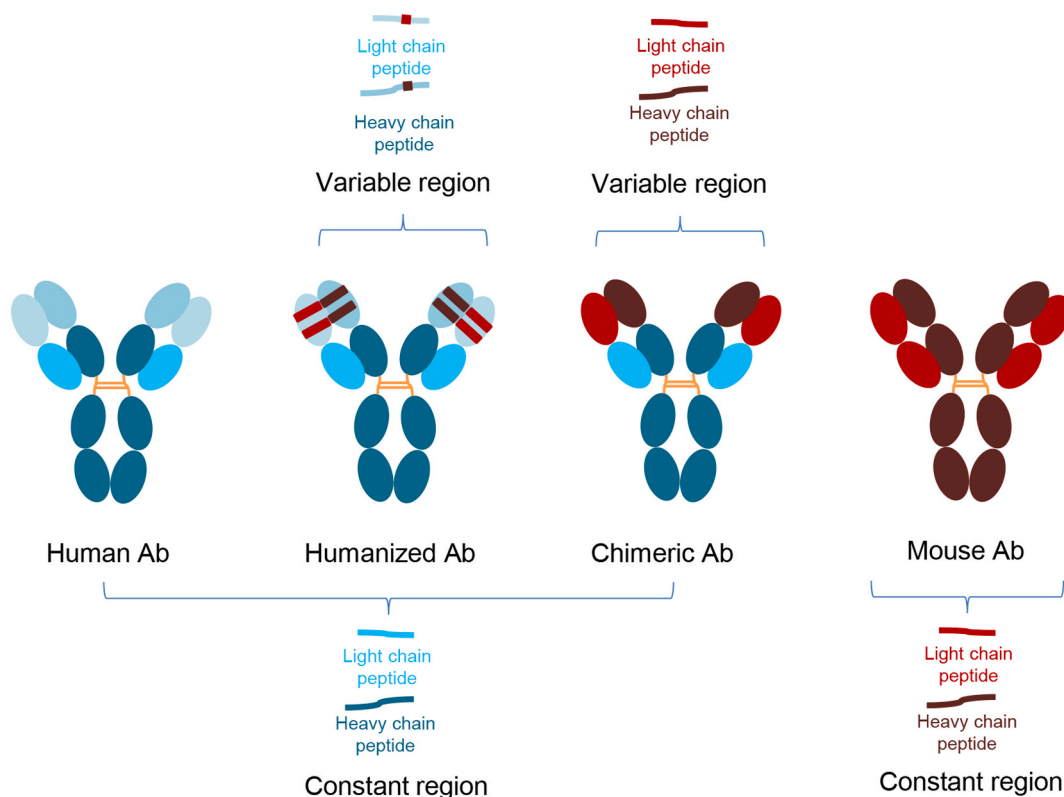 Light chain
peptide
Heavy chain
peptide
Variable region
Light chain
peptide
Heavy chain
peptide
Variable region
Human Ab
Humanized Ab
Chimeric Ab
Mouse Ab
Light chain
peptide
Heavy chain
peptide
Constant region
Light chain
peptide
Heavy chain
peptide
Constant region